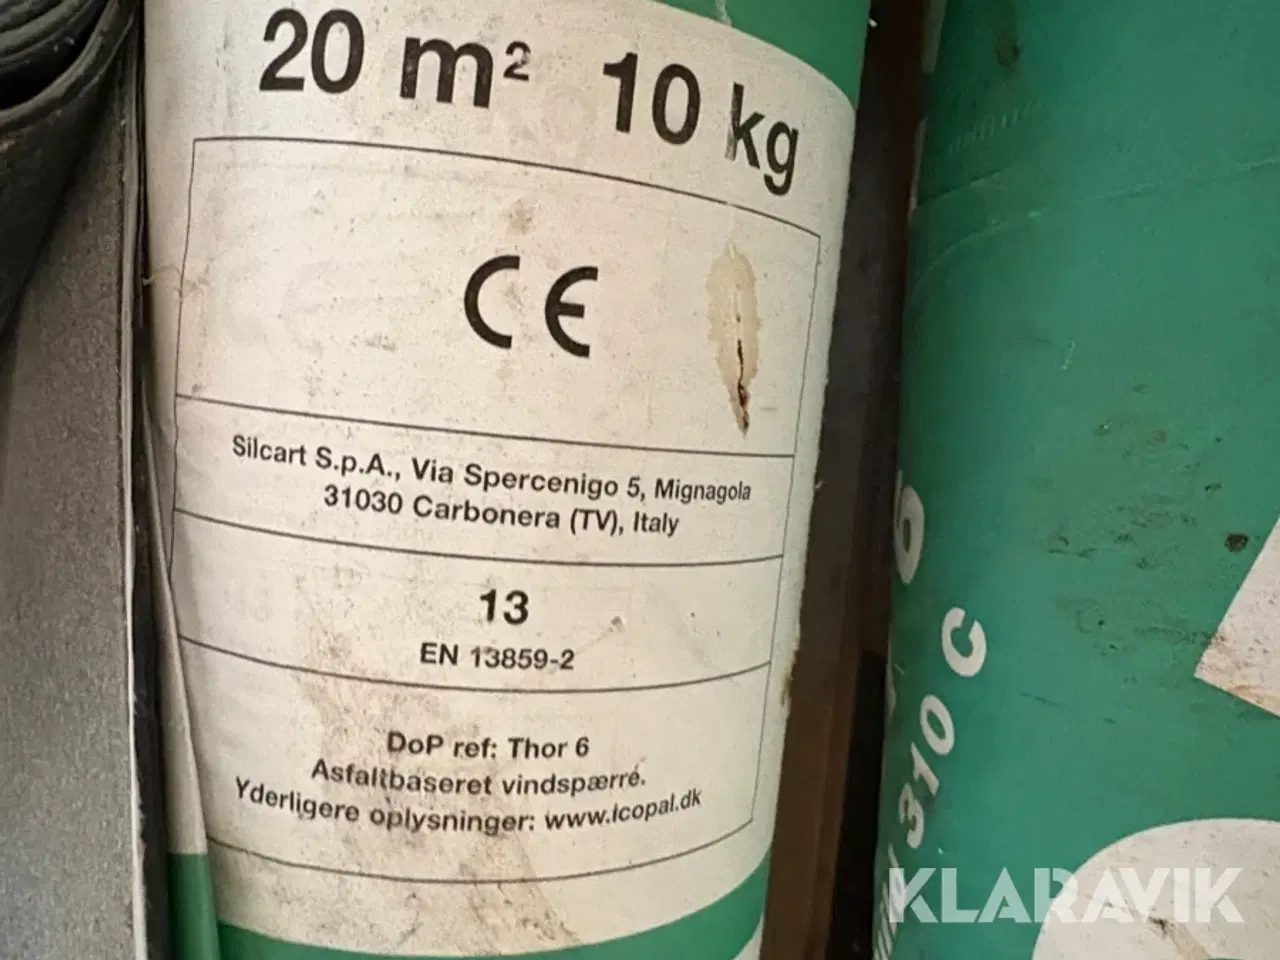 20 m² 10 kg
CE
Silcart S.p.A., Via Spercenigo 5, Mignagola
31030 Carbonera (TV), Italy
13
EN 13859-2
DoP ref: Thor 6
Asfaltbaseret vindspærre.
Yderligere oplysninger: www.icopal.dk
310 C
KLARAVIK